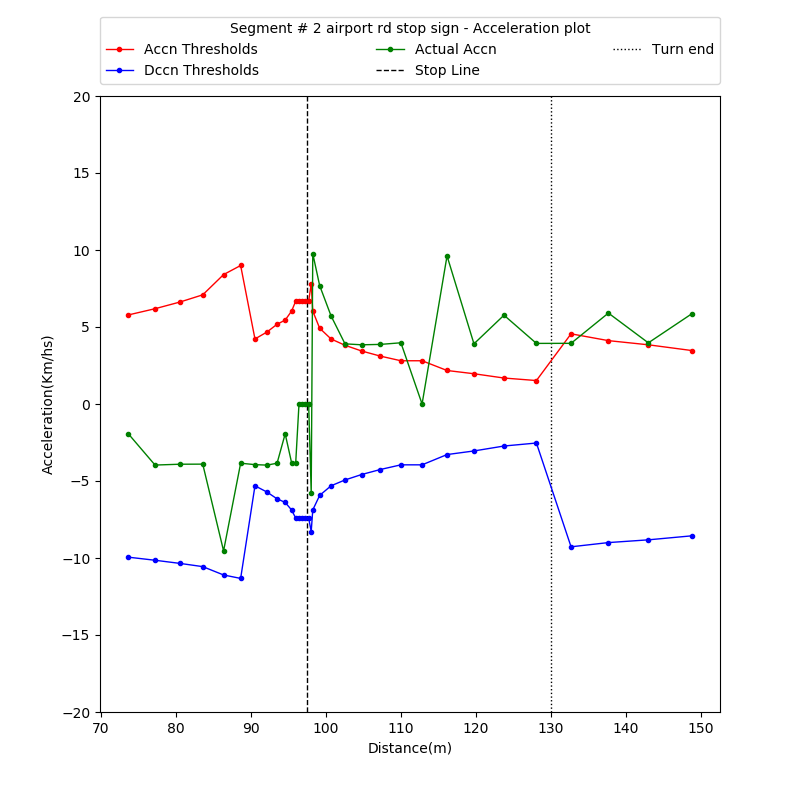 Segment # 2 airport rd stop sign - Acceleration plot
Accn Thresholds Actual Accn Turn end
Dccn Thresholds Stop Line
20
15
10
5
0
−5
−10
−15
−20
Acceleration(Km/hs)
70 80 90 100 110 120 130 140 150
Distance(m)